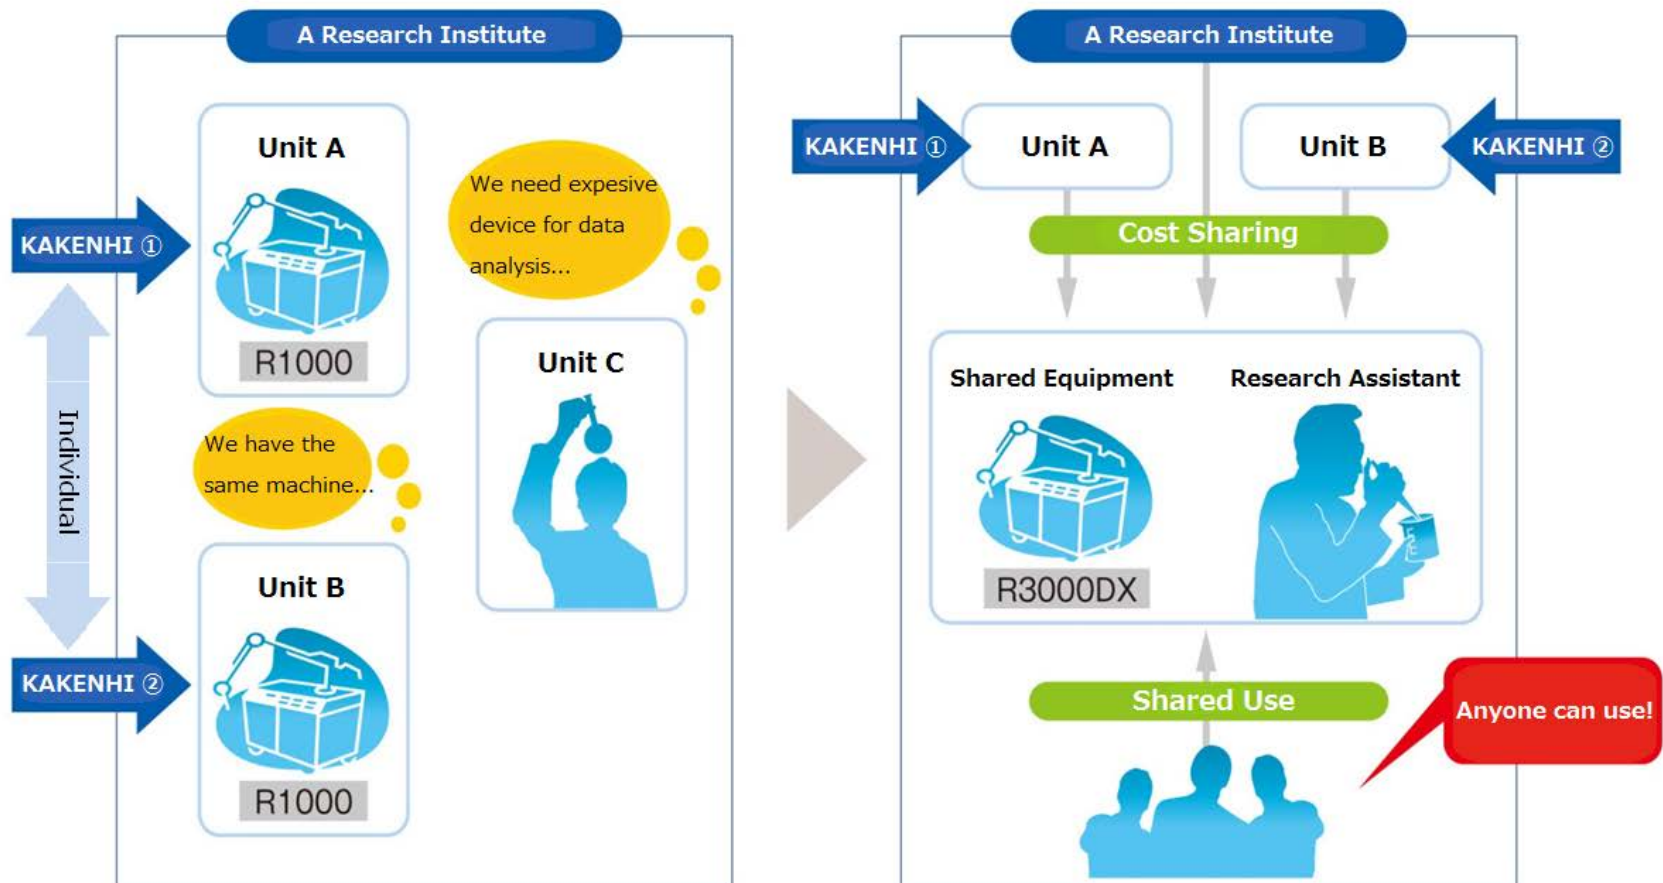 A Research Institute
Unit A
KAKENHI ①
R1000
We need expesive
device for data
analysis...
Unit C
Individual
We have the
same machine...
Unit B
KAKENHI ②
R1000
A Research Institute
KAKENHI ①
Unit A
Unit B
KAKENHI ②
Cost Sharing
Shared Equipment
Research Assistant
R3000DX
Shared Use
Anyone can use!